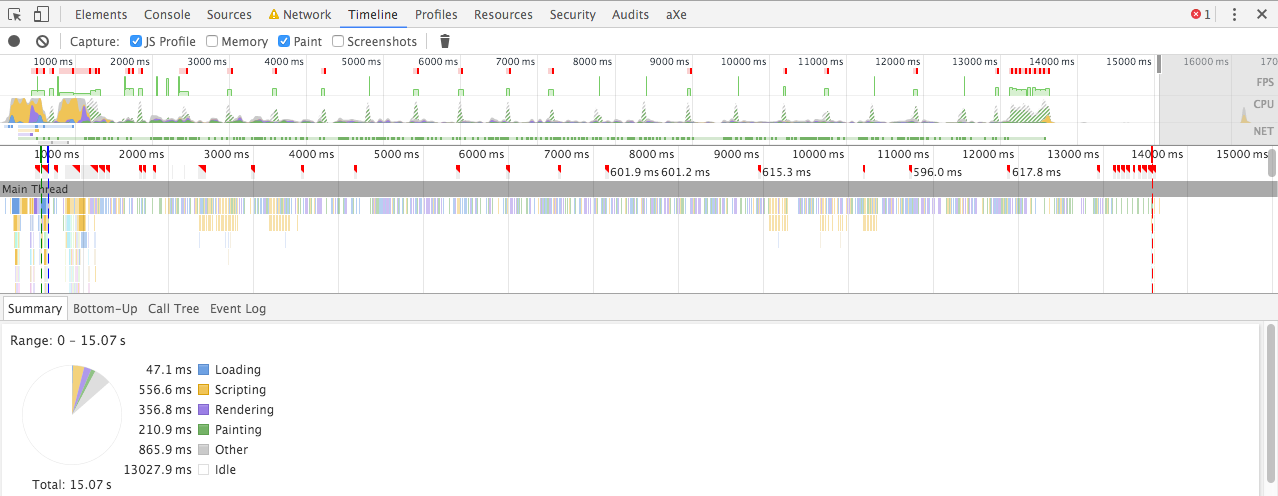 Elements Console Sources Network Timeline Profiles Resources Security Audits aXe 1
Capture: JS Profile Memory Paint Screenshots
1000 ms 2000 ms 3000 ms 4000 ms 5000 ms 6000 ms 7000 ms 8000 ms 9000 ms 10000 ms 11000 ms 12000 ms 13000 ms 14000 ms 15000 ms 16000 ms 170
FPS
CPU
NET
1000 ms 2000 ms 3000 ms 4000 ms 5000 ms 6000 ms 7000 ms 8000 ms 9000 ms 10000 ms 11000 ms 12000 ms 13000 ms 14000 ms 15000 ms
601.9 ms 601.2 ms 615.3 ms 596.0 ms 617.8 ms
Main Thread
Summary Bottom-Up Call Tree Event Log
Range: 0 – 15.07 s
47.1 ms Loading
556.6 ms Scripting
356.8 ms Rendering
210.9 ms Painting
865.9 ms Other
13027.9 ms Idle
Total: 15.07 s